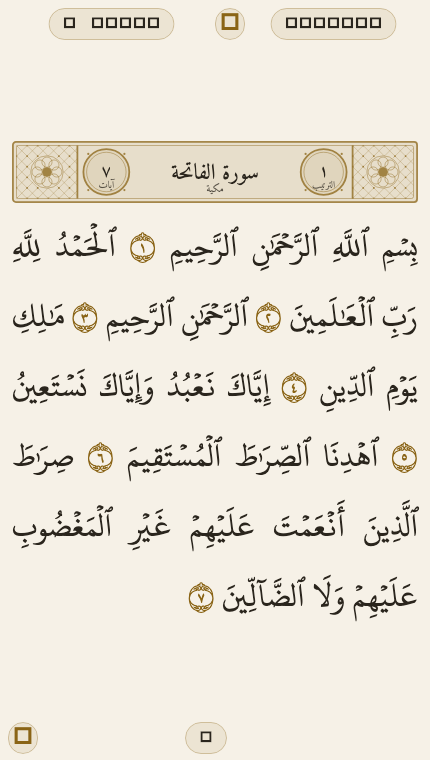 ٧ آيات سورة الفاتحة مكية ١ الترتيب
بِسْمِ ٱللَّهِ ٱلرَّحْمَٰنِ ٱلرَّحِيمِ ١ ٱلْحَمْدُ لِلَّهِ
رَبِّ ٱلْعَٰلَمِينَ ٢ ٱلرَّحْمَٰنِ ٱلرَّحِيمِ ٣ مَٰلِكِ
يَوْمِ ٱلدِّينِ ٤ إِيَّاكَ نَعْبُدُ وَإِيَّاكَ نَسْتَعِينُ
٥ ٱهْدِنَا ٱلصِّرَٰطَ ٱلْمُسْتَقِيمَ ٦ صِرَٰطَ
ٱلَّذِينَ أَنْعَمْتَ عَلَيْهِمْ غَيْرِ ٱلْمَغْضُوبِ
عَلَيْهِمْ وَلَا ٱلضَّآلِّينَ ٧